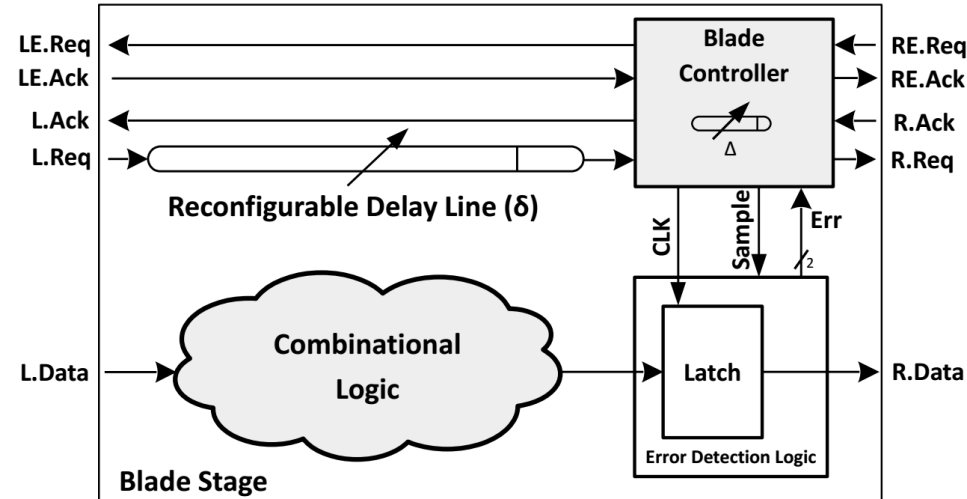 LE.Req
Blade
Controller
RE.Req
LE.Ack
RE.Ack
L.Ack
Δ
R.Ack
L.Req
R.Req
Reconfigurable Delay Line (δ)
CLK
Sample
Err
2
Combinational
Logic
L.Data
Latch
R.Data
Error Detection Logic
Blade Stage